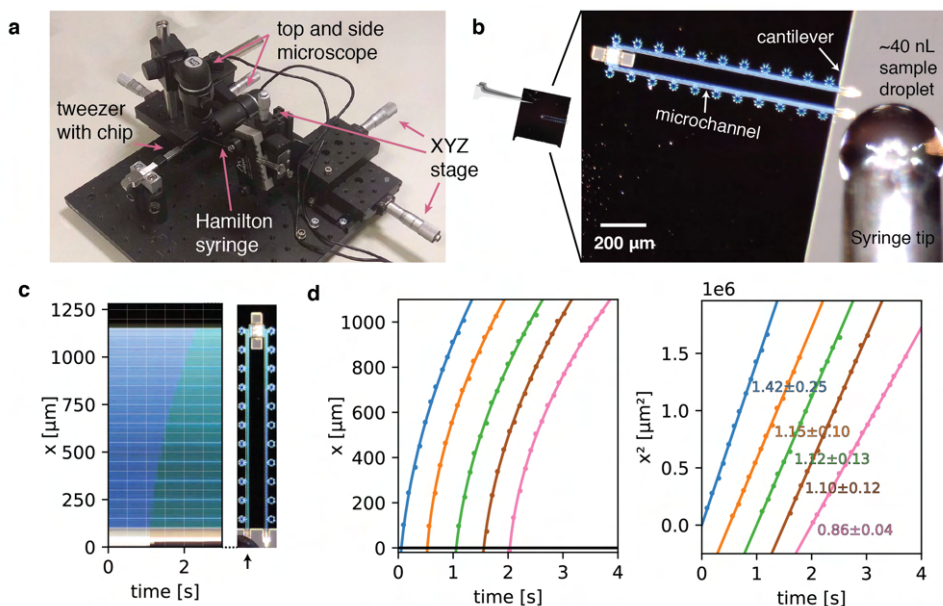 a
top and side
microscope
tweezer
with chip
XYZ
stage
Hamilton
syringe
b
cantilever
~40 nL
sample
droplet
microchannel
200 µm
Syringe tip
c
1250
1000
750
500
250
0
x [µm]
0
2
time [s]
d
1000
800
600
400
200
0
x [µm]
0
1
2
3
4
time [s]
1e6
1.5
1.0
0.5
0.0
x² [µm²]
1.42±0.25
1.15±0.10
1.12±0.13
1.10±0.12
0.86±0.04
0
1
2
3
4
time [s]